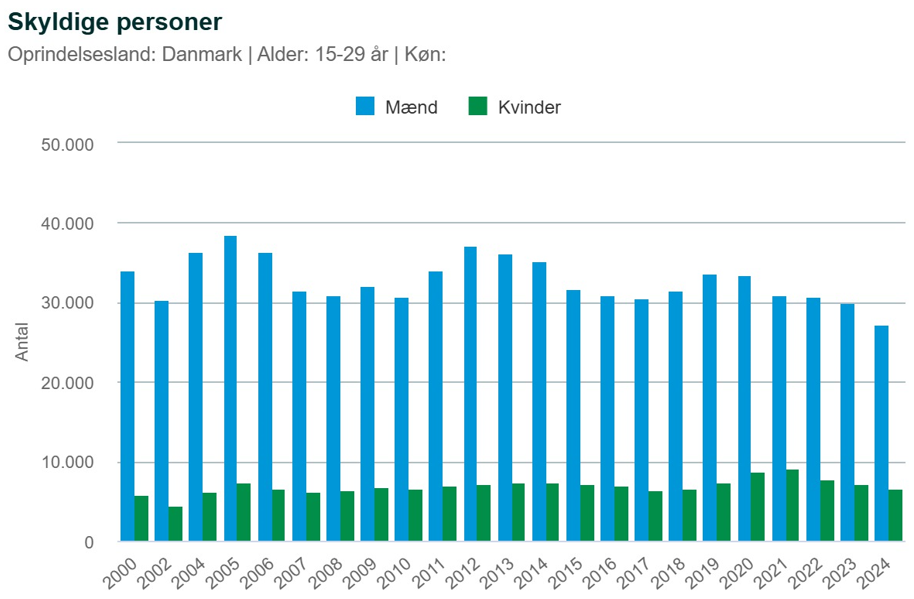 Skyldige personer
Oprindelsesland: Danmark | Alder: 15-29 år | Køn:
Mænd Kvinder
50.000
40.000
30.000
20.000
10.000
0
Antal
2000 2002 2004 2005 2006 2007 2008 2009 2010 2011 2012 2013 2014 2015 2016 2017 2018 2019 2020 2021 2022 2023 2024